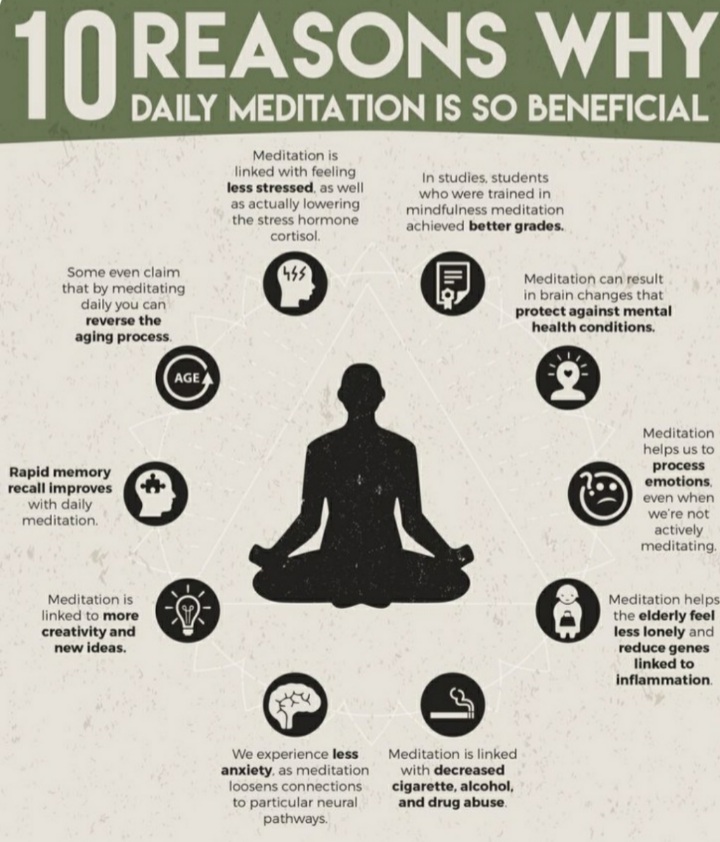 10 REASONS WHY
DAILY MEDITATION IS SO BENEFICIAL
Meditation is
linked with feeling
less stressed, as well
as actually lowering
the stress hormone
cortisol.
In studies, students
who were trained in
mindfulness meditation
achieved better grades.
Some even claim
that by meditating
daily you can
reverse the
aging process.
AGE
Meditation can result
in brain changes that
protect against mental
health conditions.
Rapid memory
recall improves
with daily
meditation.
Meditation
helps us to
process
emotions,
even when
we're not
actively
meditating.
Meditation is
linked to more
creativity and
new ideas.
Meditation helps
the elderly feel
less lonely and
reduce genes
linked to
inflammation.
We experience less
anxiety, as meditation
loosens connections
to particular neural
pathways.
Meditation is linked
with decreased
cigarette, alcohol,
and drug abuse.